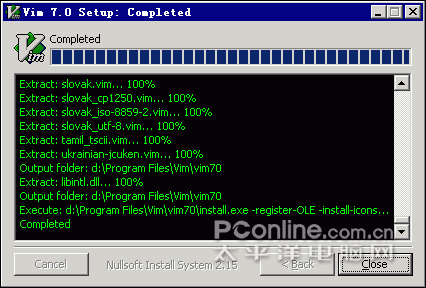 Vim 7.0 Setup: Completed
Vim
Completed
Extract: slovak.vim... 100%
Extract: slovak_cp1250.vim... 100%
Extract: slovak_iso-8859-2.vim... 100%
Extract: slovak_utf-8.vim... 100%
Extract: tamil_tscii.vim... 100%
Extract: ukrainian-jcuken.vim... 100%
Output folder: d:\Program Files\Vim\vim70
Extract: libintl.dll... 100%
Output folder: d:\Program Files\Vim\vim70
Execute: d:\Program Files\Vim\vim70\install.exe -register-OLE -install-icons...
Completed
PConline.com.cn
太平洋电脑网
Cancel
Nullsoft Install System 2.15
< Back
Close